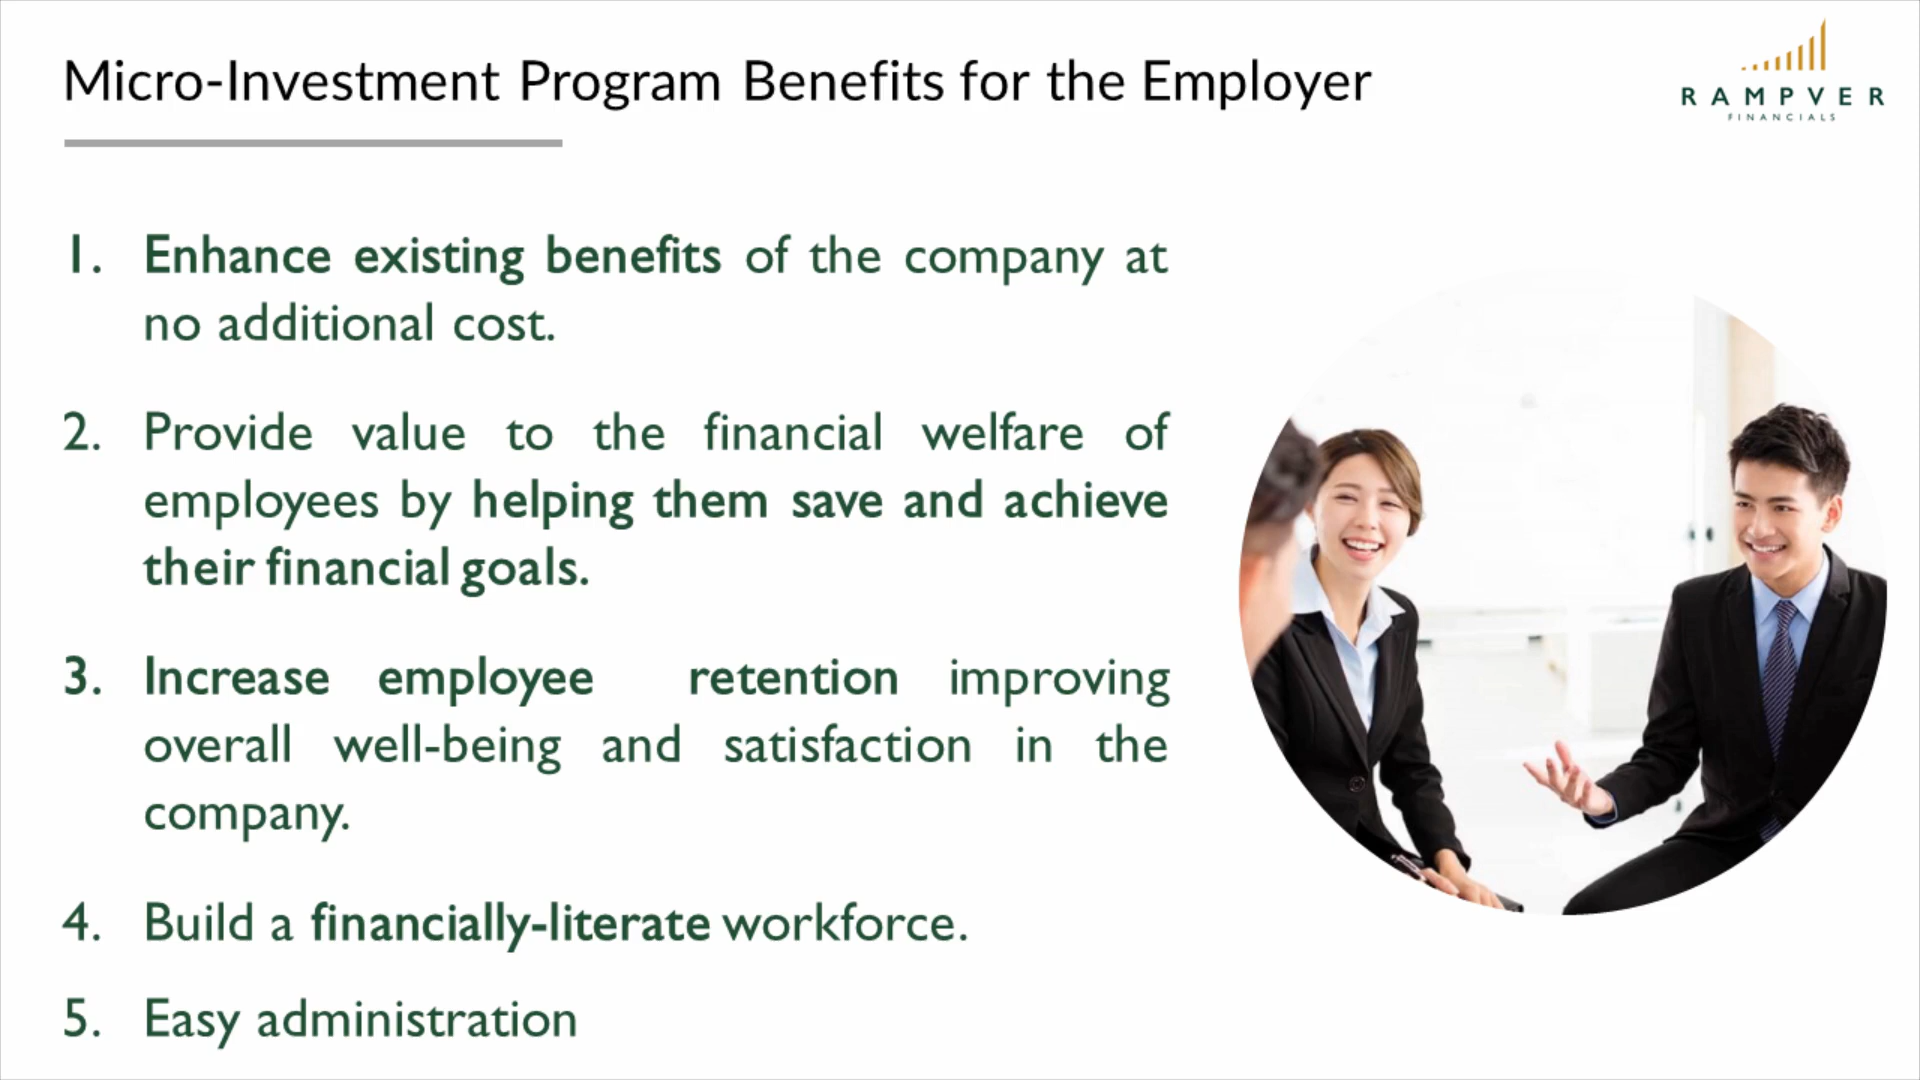 Micro-Investment Program Benefits for the Employer
RAMPVER
FINANCIALS
1. Enhance existing benefits of the company at
no additional cost.
2. Provide value to the financial welfare of
employees by helping them save and achieve
their financial goals.
3. Increase employee retention improving
overall well-being and satisfaction in the
company.
4. Build a financially-literate workforce.
5. Easy administration